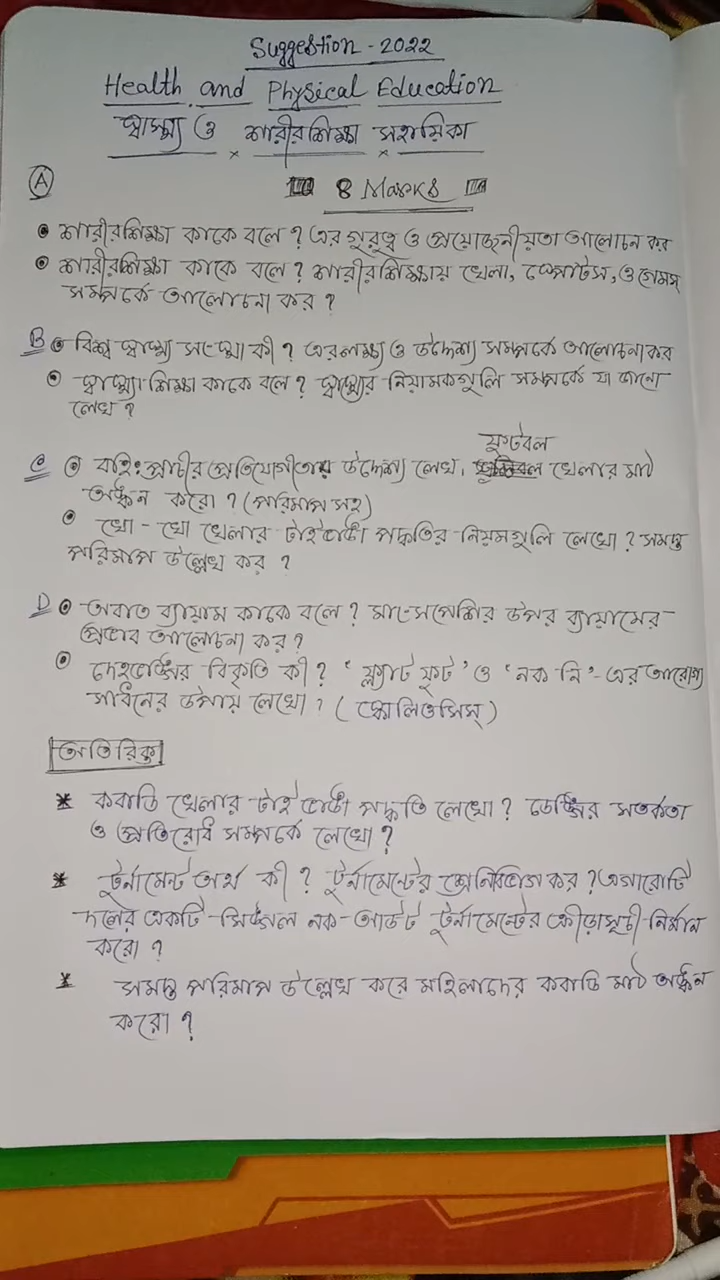 Suggestion - 2022
Health and Physical Education
স্বাস্থ্য ও শারীরশিক্ষা সহায়িকা
A 8 Marks
শারীরশিক্ষা কাকে বলে ? এর গুরুত্ব ও প্রয়োজনীয়তা আলোচনা কর
শারীরশিক্ষা কাকে বলে ? শারীরশিক্ষায় খেলা, স্পোর্টস, ও গেমস্
সম্পর্কে আলোচনা কর ?
B বিশ্ব স্বাস্থ্য সংস্থা কী ? এর লক্ষ্য ও উদ্দেশ্য সম্পর্কে আলোচনা কর
স্বাস্থ্য শিক্ষা কাকে বলে ? স্বাস্থ্যের নিয়ামকগুলি সম্পর্কে যা জানো
লেখ ?
ফুটবল
C বহিঃপ্রাচীর প্রতিযোগীতার উদ্দেশ্য লেখ, খেলার মাঠ
অঙ্কন করো ? (পরিমাপ সহ)
খো - খো খেলার টাইভাঙা পদ্ধতির নিয়মগুলি লেখো ? সমস্ত
পরিমাপ উল্লেখ কর ?
D অবাত ব্যায়াম কাকে বলে ? মাংসপেশির উপর ব্যায়ামের
প্রভাব আলোচনা কর ?
দেহভঙ্গির বিকৃতি কী ? 'ফ্ল্যাট ফুট' ও 'নক নি'-এর আরোগ্য
সাধনের উপায় লেখো ? (স্কোলিওসিস্)
অতিরিক্ত
* কবাডি খেলার টাইভাঙা পদ্ধতি লেখো ? ডেঙ্গির সতর্কতা
ও প্রতিরোধ সম্পর্কে লেখো ?
* টুর্নামেন্ট অর্থ কী ? টুর্নামেন্টের শ্রেনিবিভাগ কর ? এগারোটি
দলের একটি সিঙ্গল নক-আউট টুর্নামেন্টের ক্রীড়াসূচী নির্মান
করো ?
* সমস্ত পরিমাপ উল্লেখ করে মহিলাদের কবাডি মাঠ অঙ্কন
করো ?